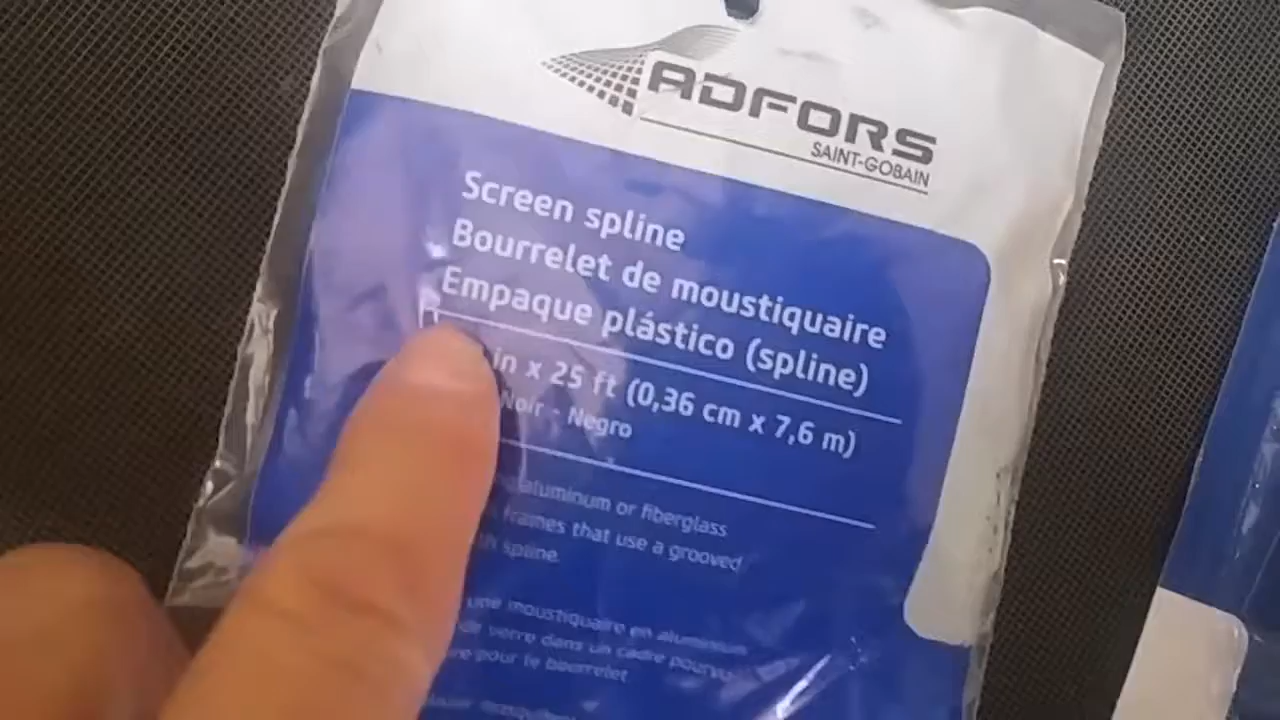 ADFORS
SAINT-GOBAIN
Screen spline
Bourrelet de moustiquaire
Empaque plástico (spline)
in x 25 ft (0,36 cm x 7,6 m)
Noir - Negro
aluminum or fiberglass
frames that use a grooved
spline.
une moustiquaire en aluminium
de verre dans un cadre pourvu
pour le bourrelet